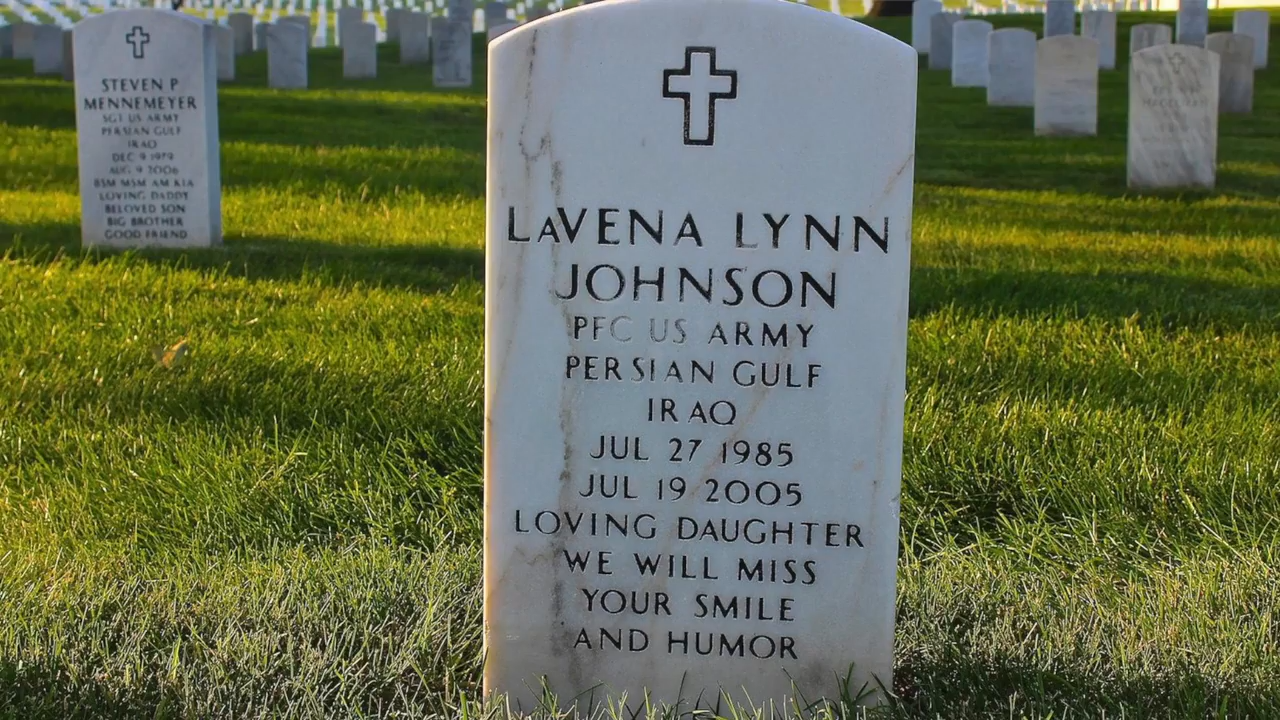 STEVEN P
MENNEMEYER
SGT US ARMY
PERSIAN GULF
IRAQ
DEC 9 1979
AUG 9 2006
BSM MSM AM KIA
LOVING DADDY
BELOVED SON
BIG BROTHER
GOOD FRIEND
LAVENA LYNN
JOHNSON
PFC US ARMY
PERSIAN GULF
IRAQ
JUL 27 1985
JUL 19 2005
LOVING DAUGHTER
WE WILL MISS
YOUR SMILE
AND HUMOR